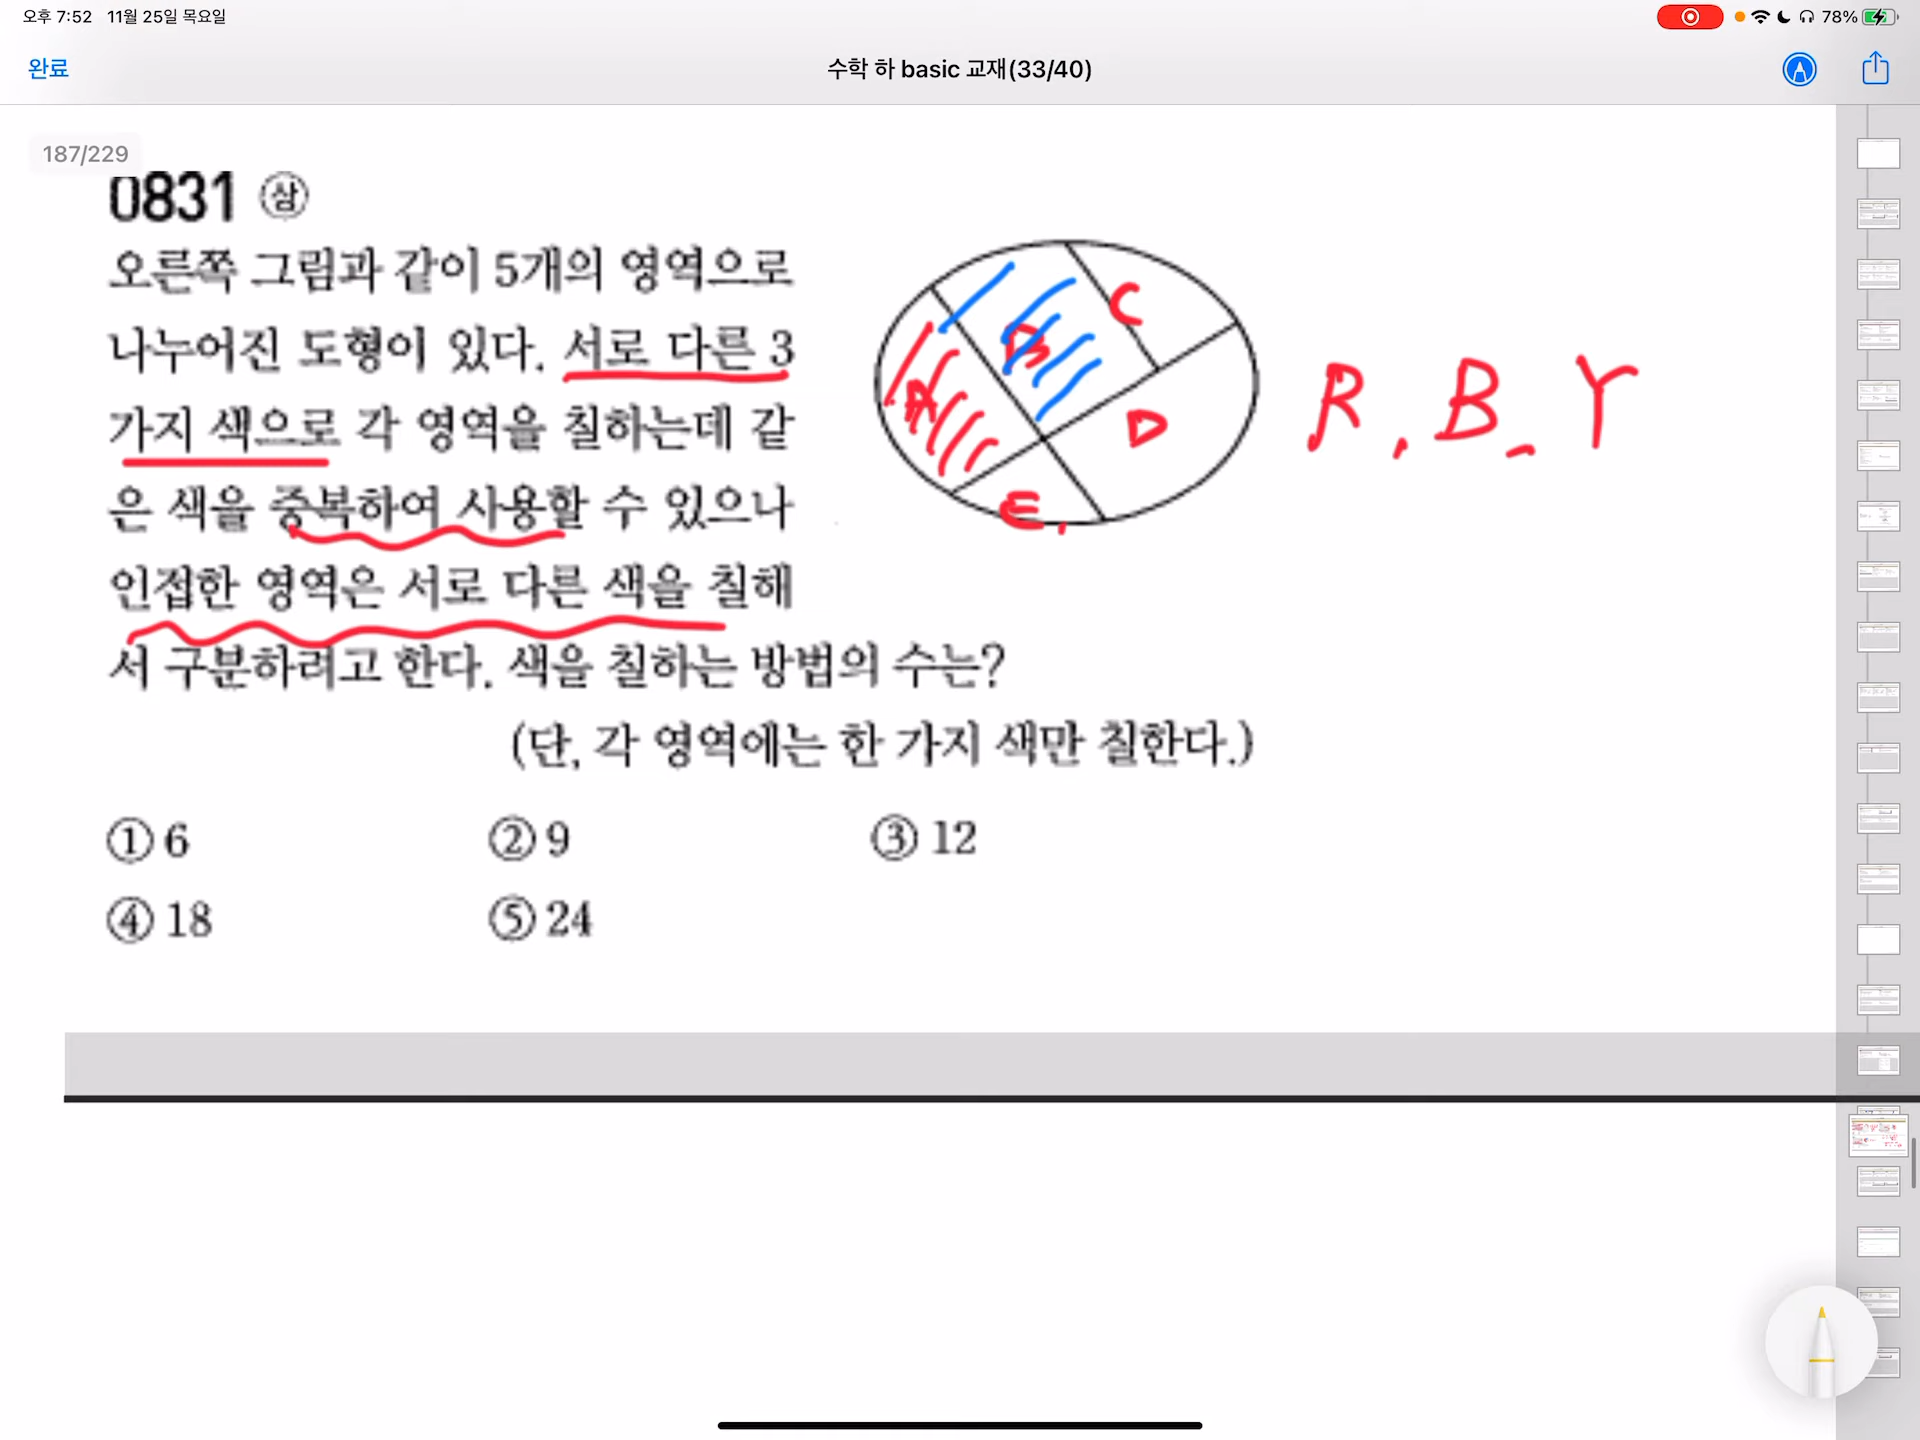 오후 7:52 11월 25일 목요일
78%
완료
수학 하 basic 교재(33/40)
187/229
0831 상
오른쪽 그림과 같이 5개의 영역으로
나누어진 도형이 있다. 서로 다른 3
가지 색으로 각 영역을 칠하는데 같
은 색을 중복하여 사용할 수 있으나
인접한 영역은 서로 다른 색을 칠해
서 구분하려고 한다. 색을 칠하는 방법의 수는?
(단, 각 영역에는 한 가지 색만 칠한다.)
A
B
C
D
E
R, B, Y
① 6
② 9
③ 12
④ 18
⑤ 24